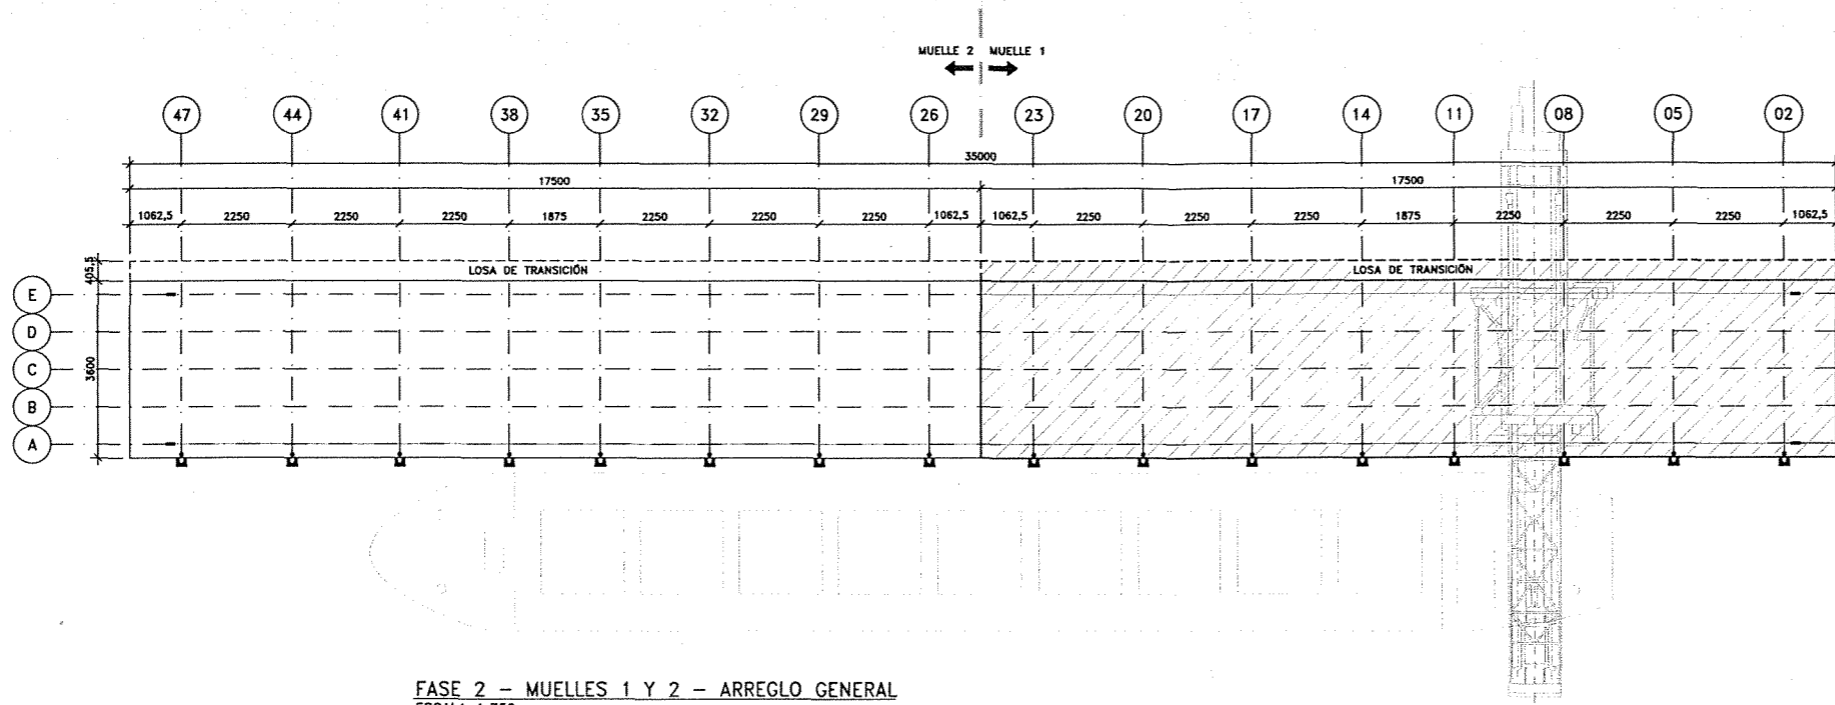 MUELLE 2 MUELLE 1
47 44 41 38 35 32 29 26 23 20 17 14 11 08 05 02
35000
17500 17500
1062,5 2250 2250 2250 1875 2250 2250 2250 1062,5 1062,5 2250 2250 2250 1875 2250 2250 2250 1062,5
405,5
LOSA DE TRANSICIÓN LOSA DE TRANSICIÓN
E
D
C
3600
B
A
FASE 2 - MUELLES 1 Y 2 - ARREGLO GENERAL